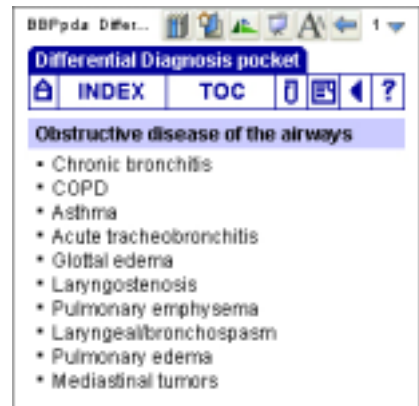 BBPpda Differ... 1
Differential Diagnosis pocket
INDEX TOC ?
Obstructive disease of the airways
• Chronic bronchitis
• COPD
• Asthma
• Acute tracheobronchitis
• Glottal edema
• Laryngostenosis
• Pulmonary emphysema
• Laryngeal/bronchospasm
• Pulmonary edema
• Mediastinal tumors